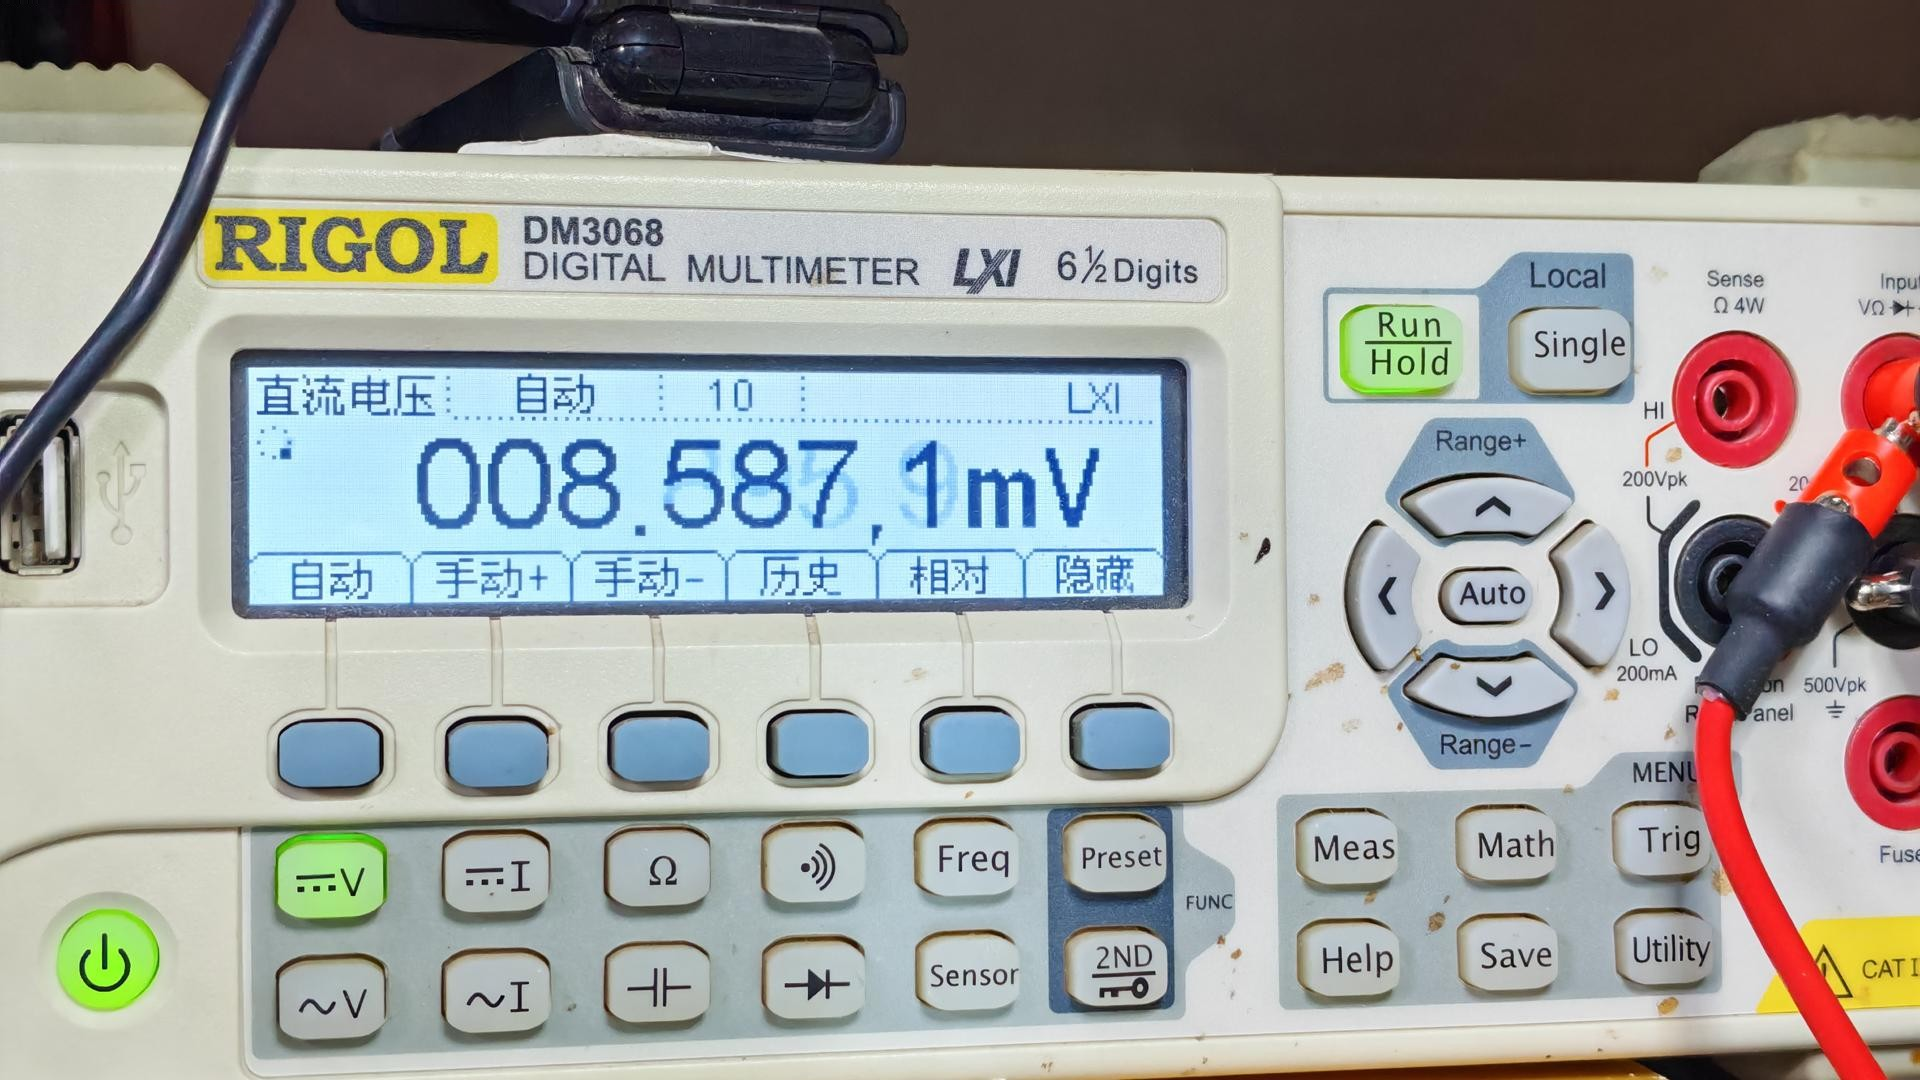 RIGOL
DM3068
DIGITAL MULTIMETER LXI 6½ Digits
直流电压 自动 10 LXI
008.587,1mV
自动 手动+ 手动- 历史 相对 隐藏
Local
Run
Hold
Single
Sense
Ω 4W
Input
VΩ
HI
200Vpk
Range+
Auto
Range-
LO
200mA
500Vpk
MENU
V I Ω Freq Preset
FUNC
~V ~I Sensor 2ND
Meas Math Trig
Help Save Utility
Fuse
CAT I